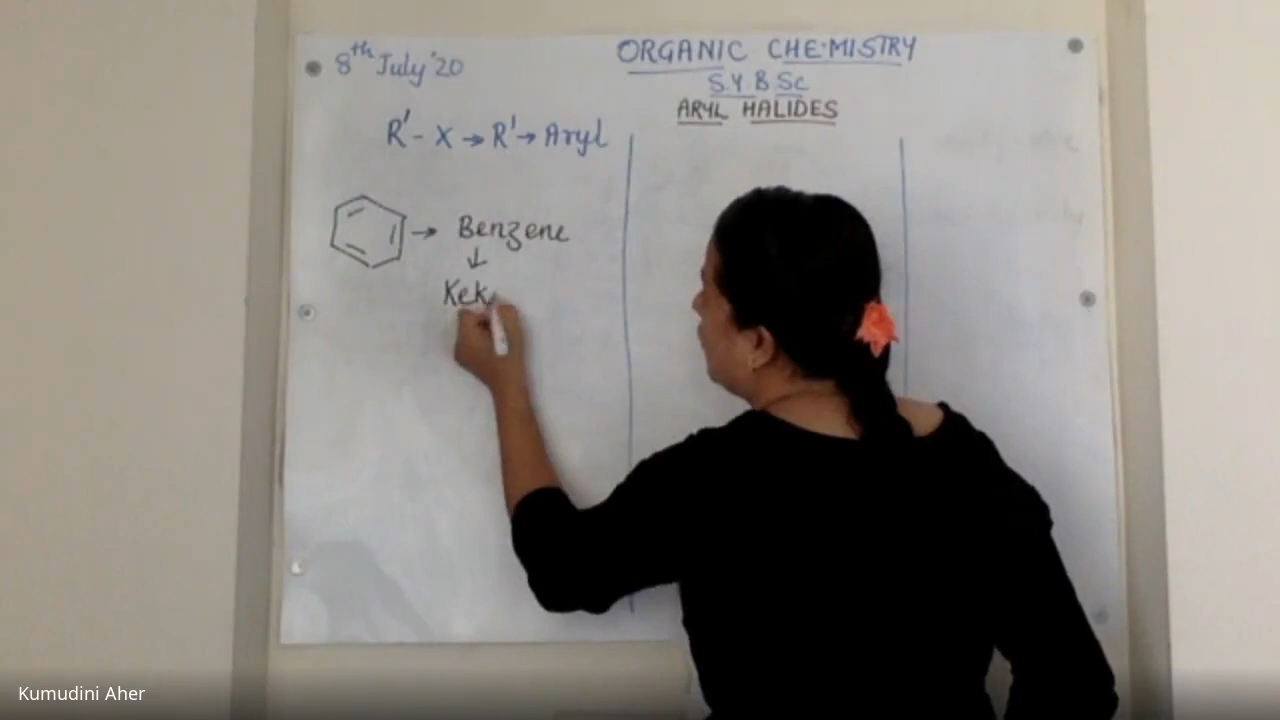 8th July '20
ORGANIC CHEMISTRY
S.Y.B.Sc
ARYL HALIDES
R' - X → R' → Aryl
→ Benzene
↓
Kek
Kumudini Aher